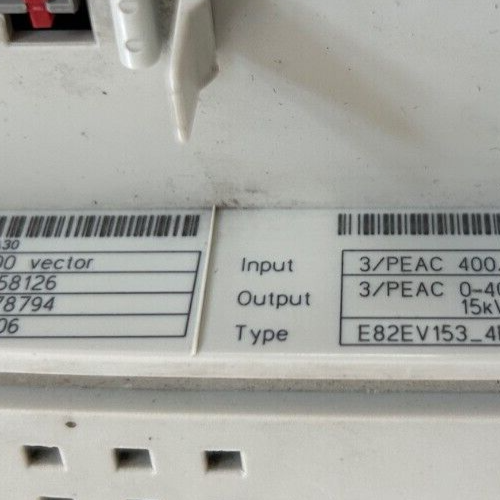 30
00 vector
58126
78794
06
Input 3/PEAC 400
Output 3/PEAC 0-40
15kV
Type E82EV153_4